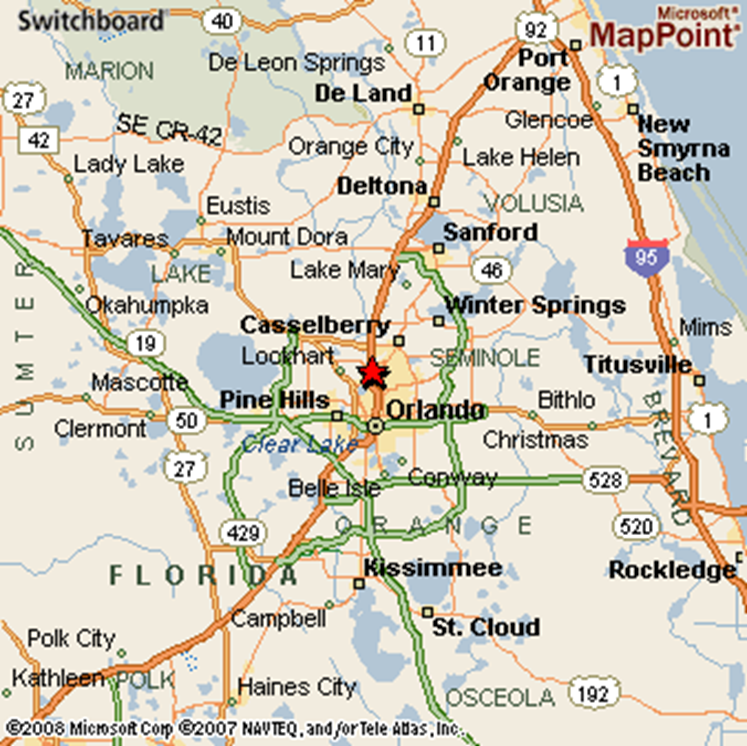 Switchboard
Microsoft®
MapPoint®
40
92
11
MARION
De Leon Springs
Port
Orange
27
De Land
1
SE CR-42
Glencoe
New
Smyrna
Beach
42
Orange City
Lake Helen
Lady Lake
Deltona
VOLUSIA
Eustis
Sanford
Tavares
Mount Dora
LAKE
Lake Mary
46
95
SUMTER
Okahumpka
Winter Springs
Casselberry
Mims
19
Lockhart
SEMINOLE
Titusville
Mascotte
Pine Hills
Orlando
Bithlo
50
1
Clermont
Clear Lake
Christmas
BREVARD
27
Belle Isle
Conway
528
429
ORANGE
520
FLORIDA
Kissimmee
Rockledge
Campbell
St. Cloud
Polk City
Kathleen
POLK
Haines City
OSCEOLA
192
©2008 Microsoft Corp ©2007 NAVTEQ, and/or Tele Atlas, Inc.